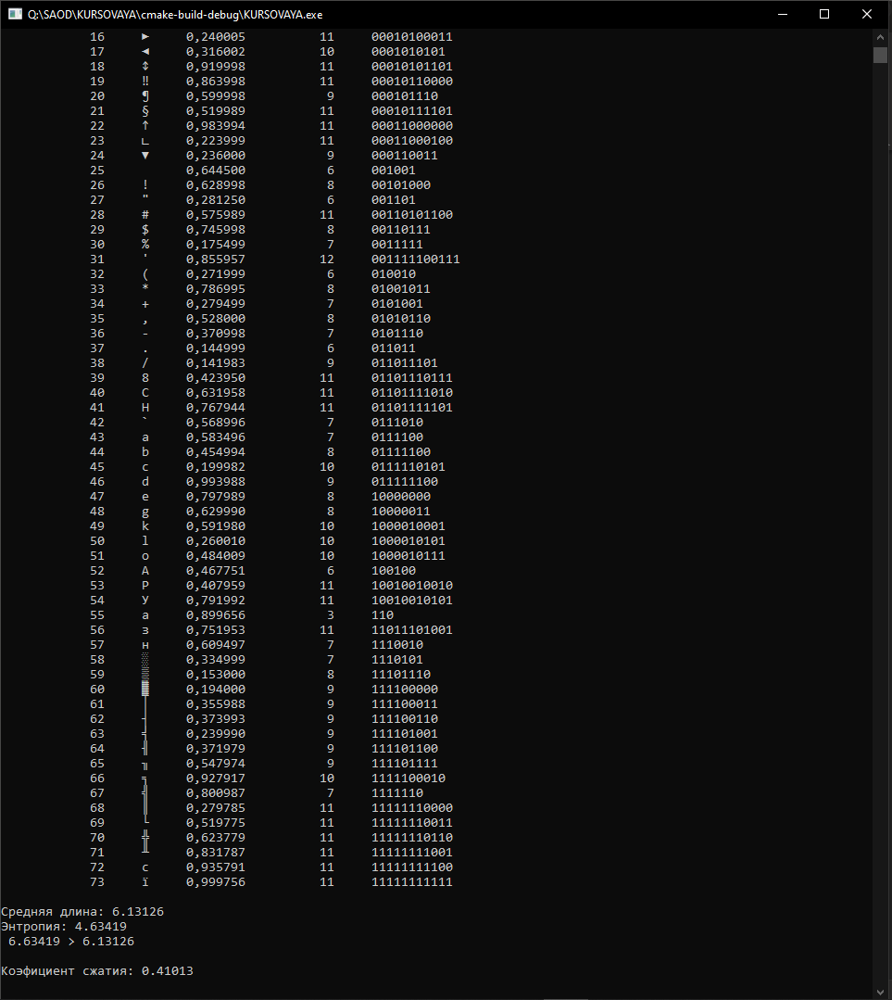 Q:\SAOD\KURSOVAYA\cmake-build-debug\KURSOVAYA.exe
16 ► 0,240005 11 00010100011
17 ◄ 0,316002 10 0001010101
18 ↕ 0,919998 11 00010101101
19 ‼ 0,863998 11 00010110000
20 ¶ 0,599998 9 000101110
21 § 0,519989 11 00010111101
22 ↑ 0,983994 11 00011000000
23 ∟ 0,223999 11 00011000100
24 ▼ 0,236000 9 000110011
25 0,644500 6 001001
26 ! 0,628998 8 00101000
27 " 0,281250 6 001101
28 # 0,575989 11 00110101100
29 $ 0,745998 8 00110111
30 % 0,175499 7 0011111
31 ' 0,855957 12 001111100111
32 ( 0,271999 6 010010
33 * 0,786995 8 01001011
34 + 0,279499 7 0101001
35 , 0,528000 8 01010110
36 - 0,370998 7 0101110
37 . 0,144999 6 011011
38 / 0,141983 9 011011101
39 8 0,423950 11 01101110111
40 C 0,631958 11 01101111010
41 H 0,767944 11 01101111101
42 ` 0,568996 7 0111010
43 a 0,583496 7 0111100
44 b 0,454994 8 01111100
45 c 0,199982 10 0111110101
46 d 0,993988 9 011111100
47 e 0,797989 8 10000000
48 g 0,629990 8 10000011
49 k 0,591980 10 1000010001
50 l 0,260010 10 1000010101
51 o 0,484009 10 1000010111
52 А 0,467751 6 100100
53 Р 0,407959 11 10010010010
54 У 0,791992 11 10010010101
55 а 0,899656 3 110
56 з 0,751953 11 11011101001
57 н 0,609497 7 1110010
58 ░ 0,334999 7 1110101
59 ▒ 0,153000 8 11101110
60 ▓ 0,194000 9 111100000
61 │ 0,355988 9 111100011
62 ┤ 0,373993 9 111100110
63 ╡ 0,239990 9 111101001
64 ╢ 0,371979 9 111101100
65 ╖ 0,547974 9 111101111
66 ╕ 0,927917 10 1111100010
67 ╣ 0,800987 7 1111110
68 ║ 0,279785 11 11111110000
69 └ 0,519775 11 11111110011
70 ╬ 0,623779 11 11111110110
71 ╨ 0,831787 11 11111111001
72 с 0,935791 11 11111111100
73 ї 0,999756 11 11111111111
Средняя длина: 6.13126
Энтропия: 4.63419
6.63419 > 6.13126
Коэфициент сжатия: 0.41013